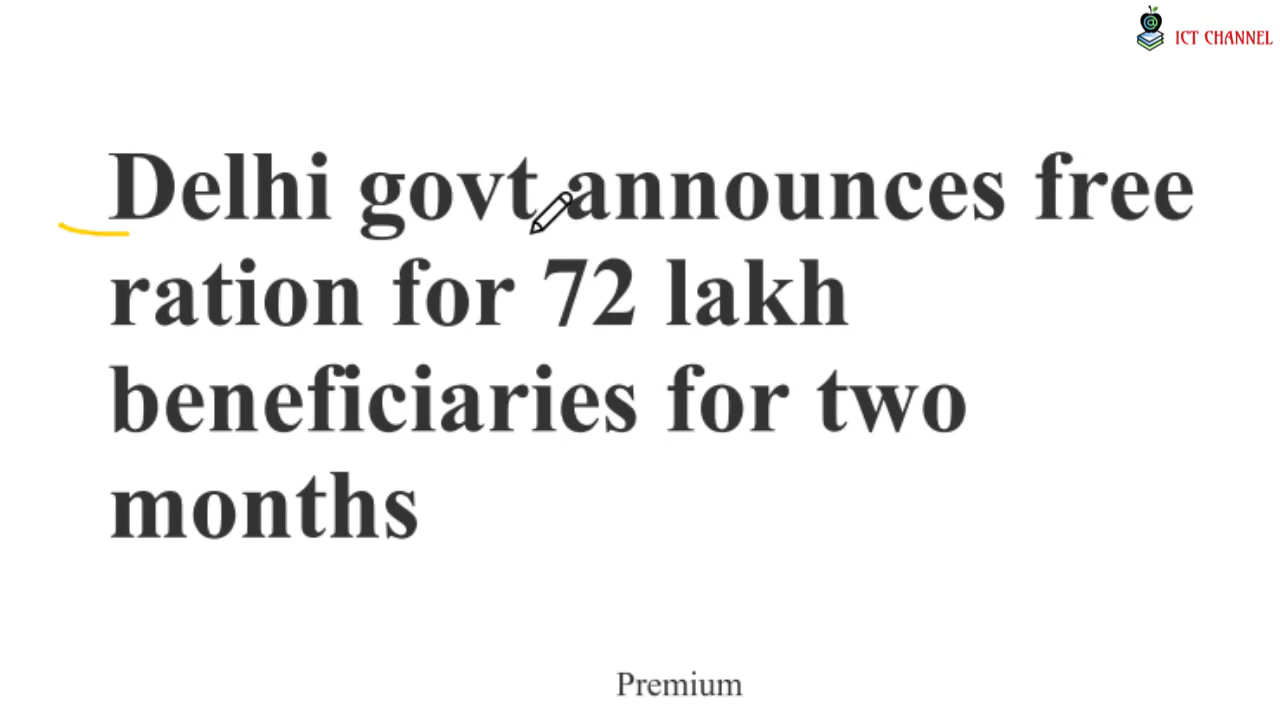 ICT CHANNEL
Delhi govt announces free
ration for 72 lakh
beneficiaries for two
months
Premium